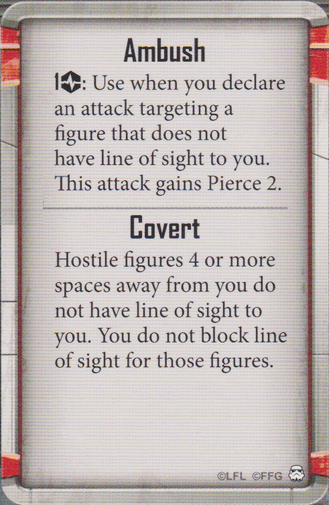 Ambush
1: Use when you declare
an attack targeting a
figure that does not
have line of sight to you.
This attack gains Pierce 2.
Covert
Hostile figures 4 or more
spaces away from you do
not have line of sight to
you. You do not block line
of sight for those figures.
©LFL ©FFG